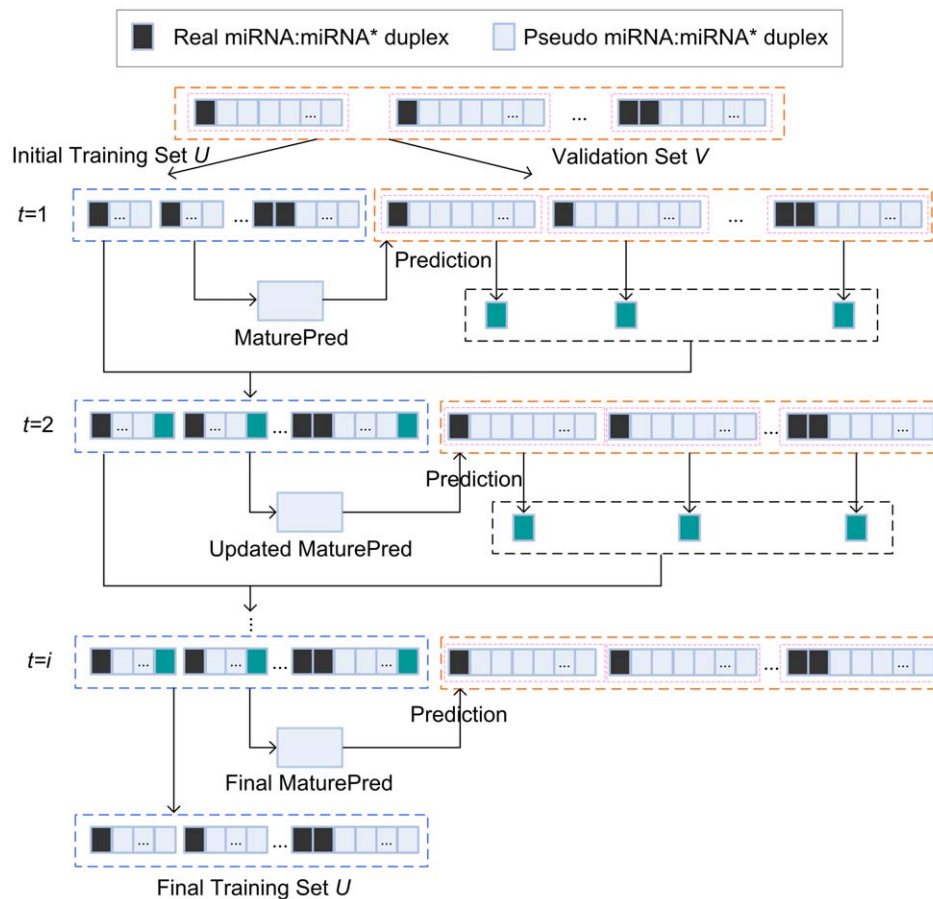 Real miRNA:miRNA* duplex
Pseudo miRNA:miRNA* duplex
...
...
...
...
Initial Training Set U
Validation Set V
t=1
...
...
...
...
...
...
...
...
Prediction
MaturePred
t=2
...
...
...
...
...
...
...
...
Prediction
Updated MaturePred
...
t=i
...
...
...
...
...
...
...
...
Prediction
Final MaturePred
...
...
...
...
Final Training Set U